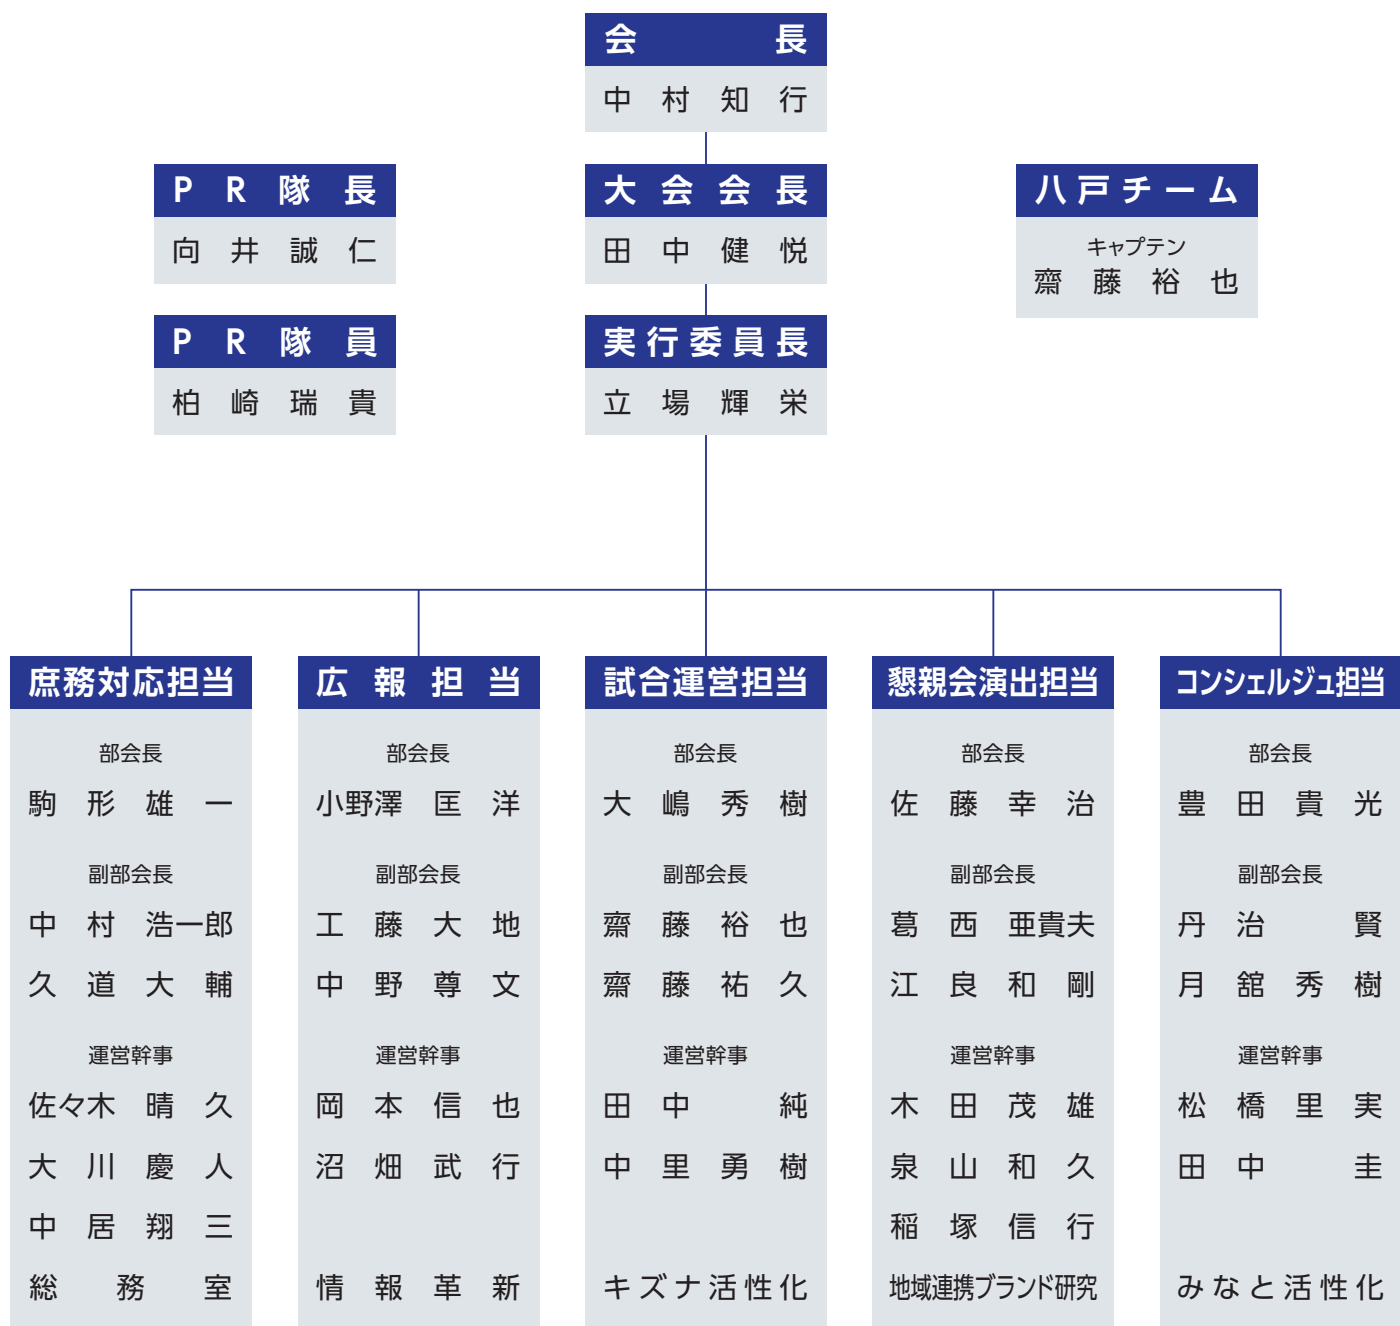 会長
中村知行
PR隊長
向井誠仁
PR隊員
柏崎瑞貴
大会会長
田中健悦
実行委員長
立場輝栄
八戸チーム
キャプテン
齋藤裕也
庶務対応担当
部会長
駒形雄一
副部会長
中村浩一郎
久道大輔
運営幹事
佐々木晴久
大川慶人
中居翔三
総務室
広報担当
部会長
小野澤匡洋
副部会長
工藤大地
中野尊文
運営幹事
岡本信也
沼畑武行
情報革新
試合運営担当
部会長
大嶋秀樹
副部会長
齋藤裕也
齋藤祐久
運営幹事
田中純
中里勇樹
キズナ活性化
懇親会演出担当
部会長
佐藤幸治
副部会長
葛西亜貴夫
江良和剛
運営幹事
木田茂雄
泉山和久
稲塚信行
地域連携ブランド研究
コンシェルジュ担当
部会長
豊田貴光
副部会長
丹治賢
月舘秀樹
運営幹事
松橋里実
田中圭
みなと活性化